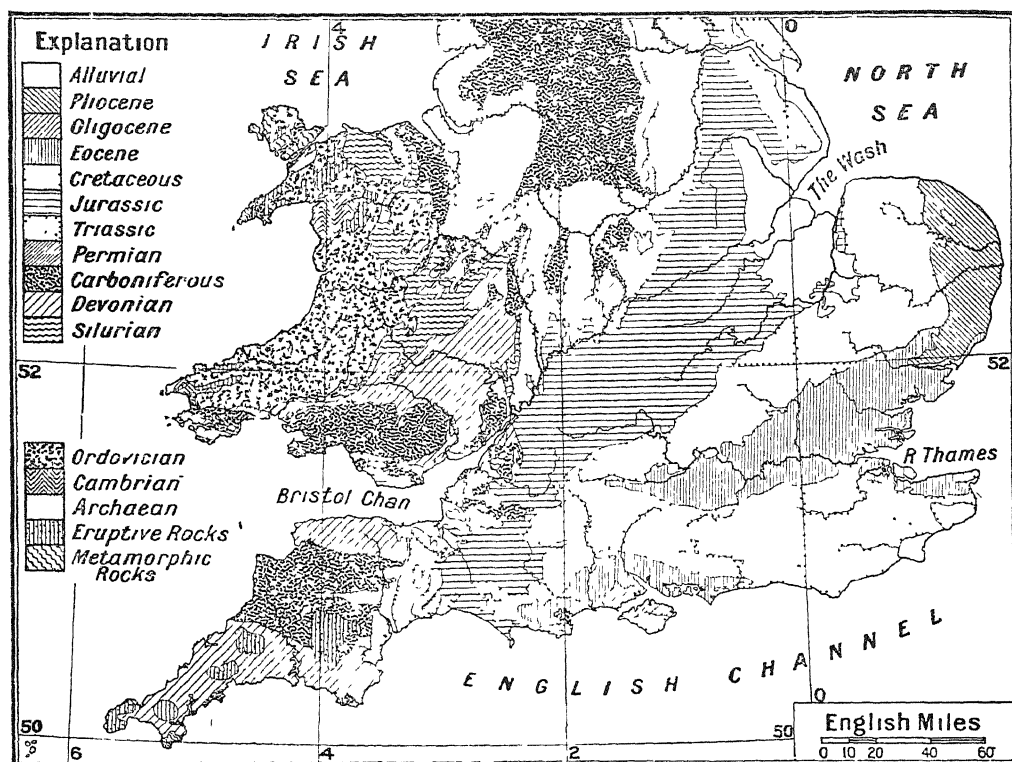 Explanation
Alluvial
Pliocene
Oligocene
Eocene
Cretaceous
Jurassic
Triassic
Permian
Carboniferous
Devonian
Silurian
Ordovician
Cambrian
Archaean
Eruptive Rocks
Metamorphic
Rocks
4
0
IRISH
SEA
NORTH
SEA
The Wash
52
52
R Thames
Bristol Chan
ENGLISH CHANNEL
0
50
50
6
4
2
English Miles
0 10 20 40 60